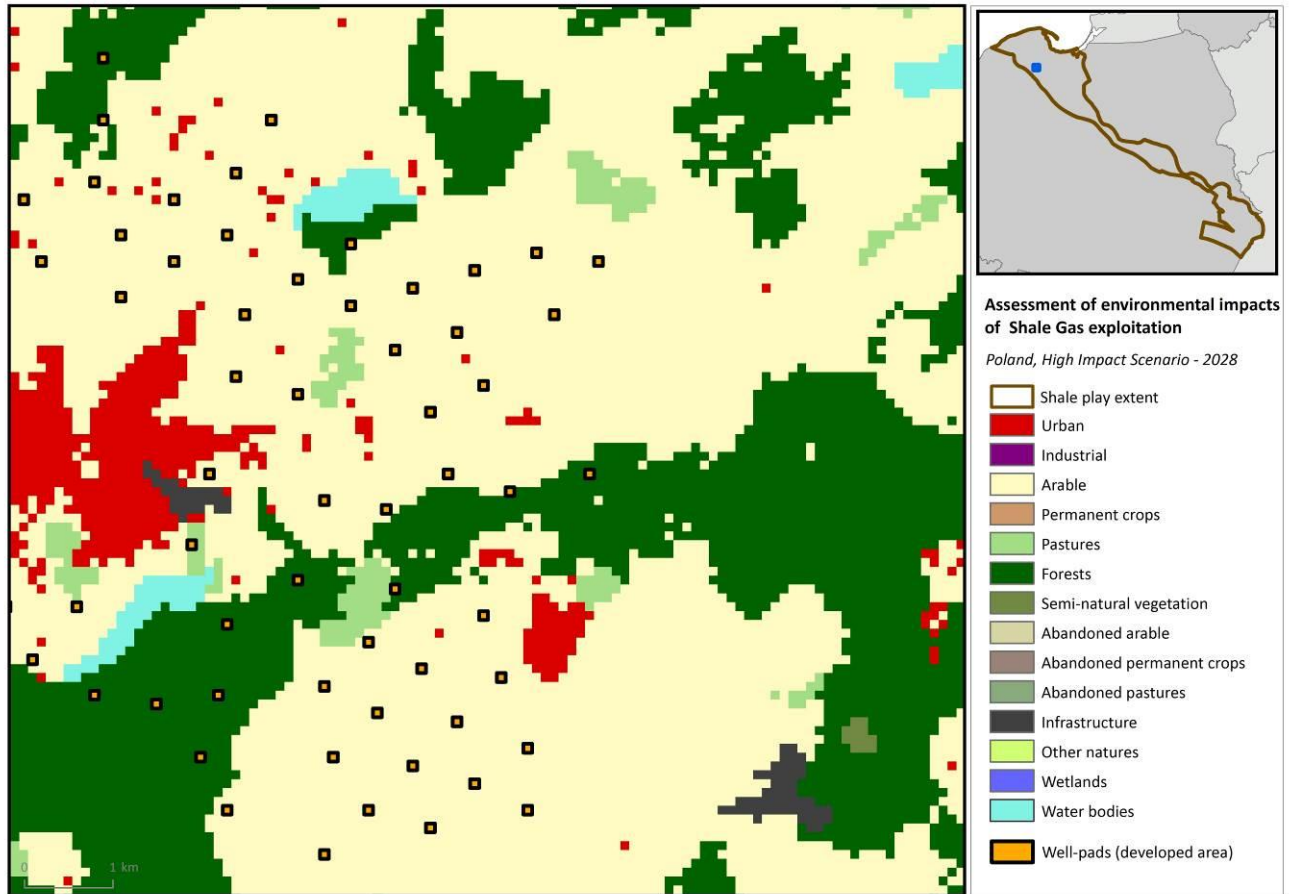 Assessment of environmental impacts
of Shale Gas exploitation
Poland, High Impact Scenario - 2028
Shale play extent
Urban
Industrial
Arable
Permanent crops
Pastures
Forests
Semi-natural vegetation
Abandoned arable
Abandoned permanent crops
Abandoned pastures
Infrastructure
Other natures
Wetlands
Water bodies
Well-pads (developed area)
0 1 km